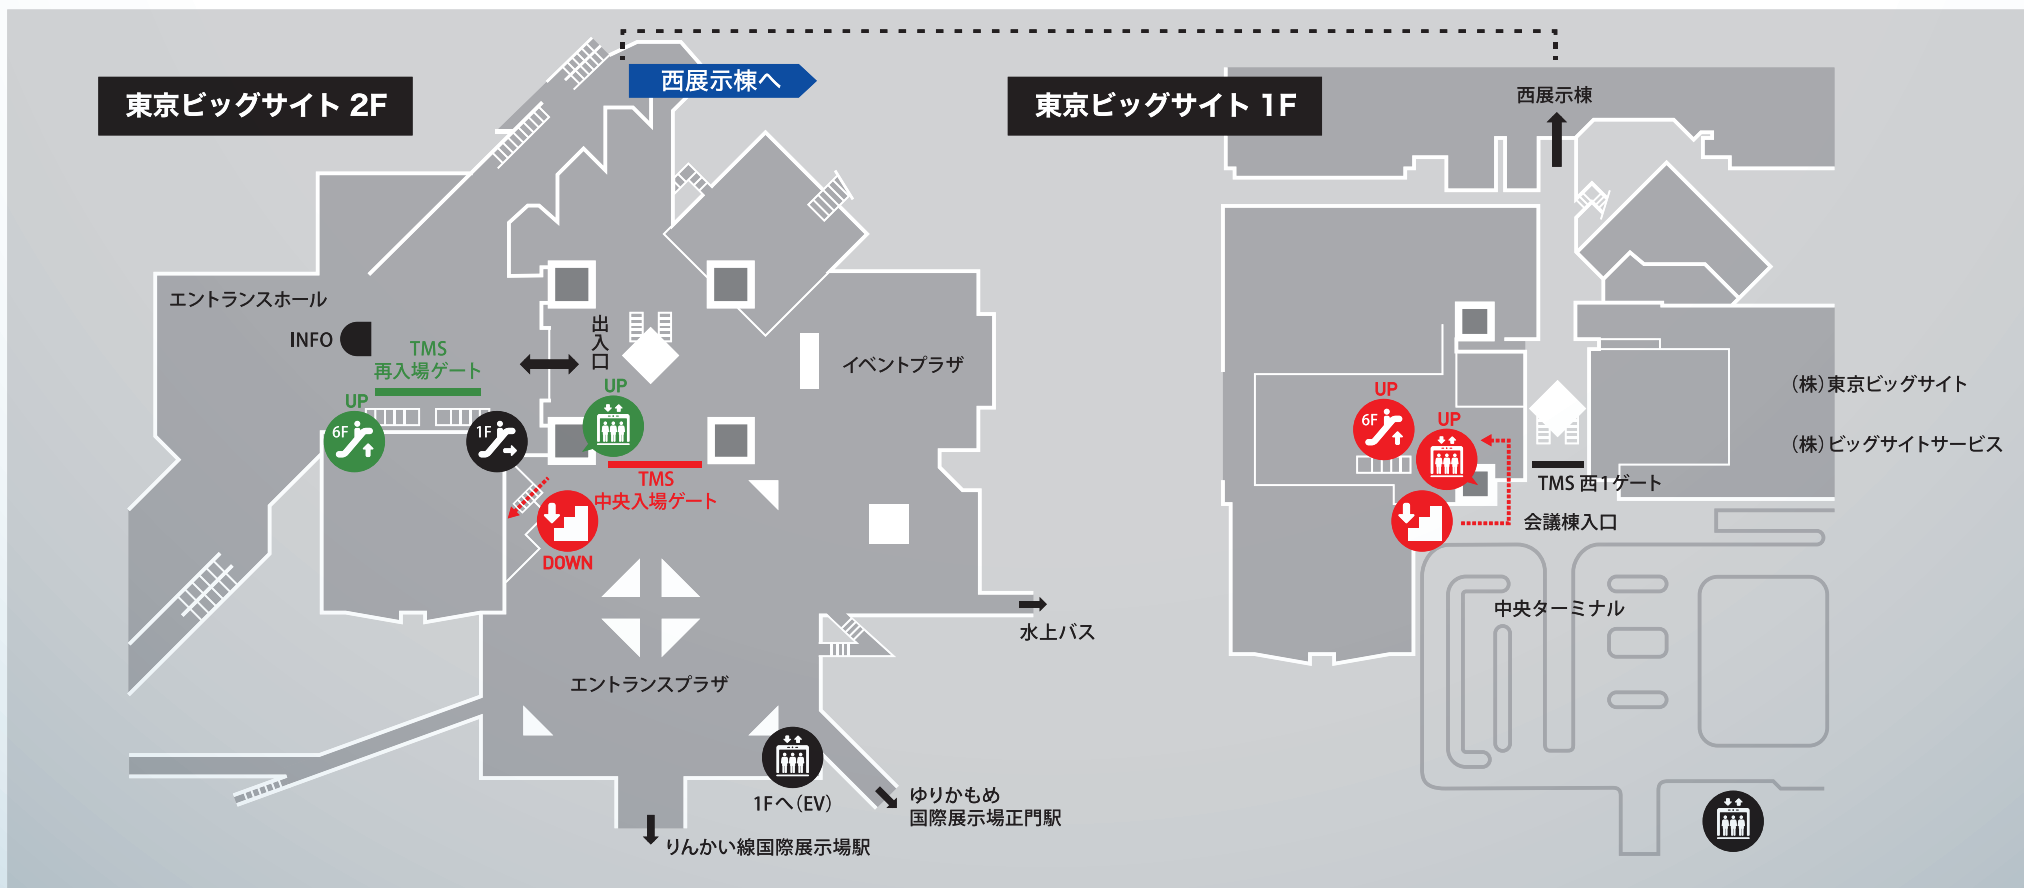 東京ビッグサイト 2F
西展示棟へ
エントランスホール
INFO
TMS
再入場ゲート
UP
6F
1F
出入口
UP
イベントプラザ
TMS
中央入場ゲート
DOWN
水上バス
エントランスプラザ
1Fへ(EV)
ゆりかもめ
国際展示場正門駅
りんかい線国際展示場駅
東京ビッグサイト 1F
西展示棟
(株)東京ビッグサイト
(株)ビッグサイトサービス
UP
6F
UP
TMS 西1ゲート
会議棟入口
中央ターミナル